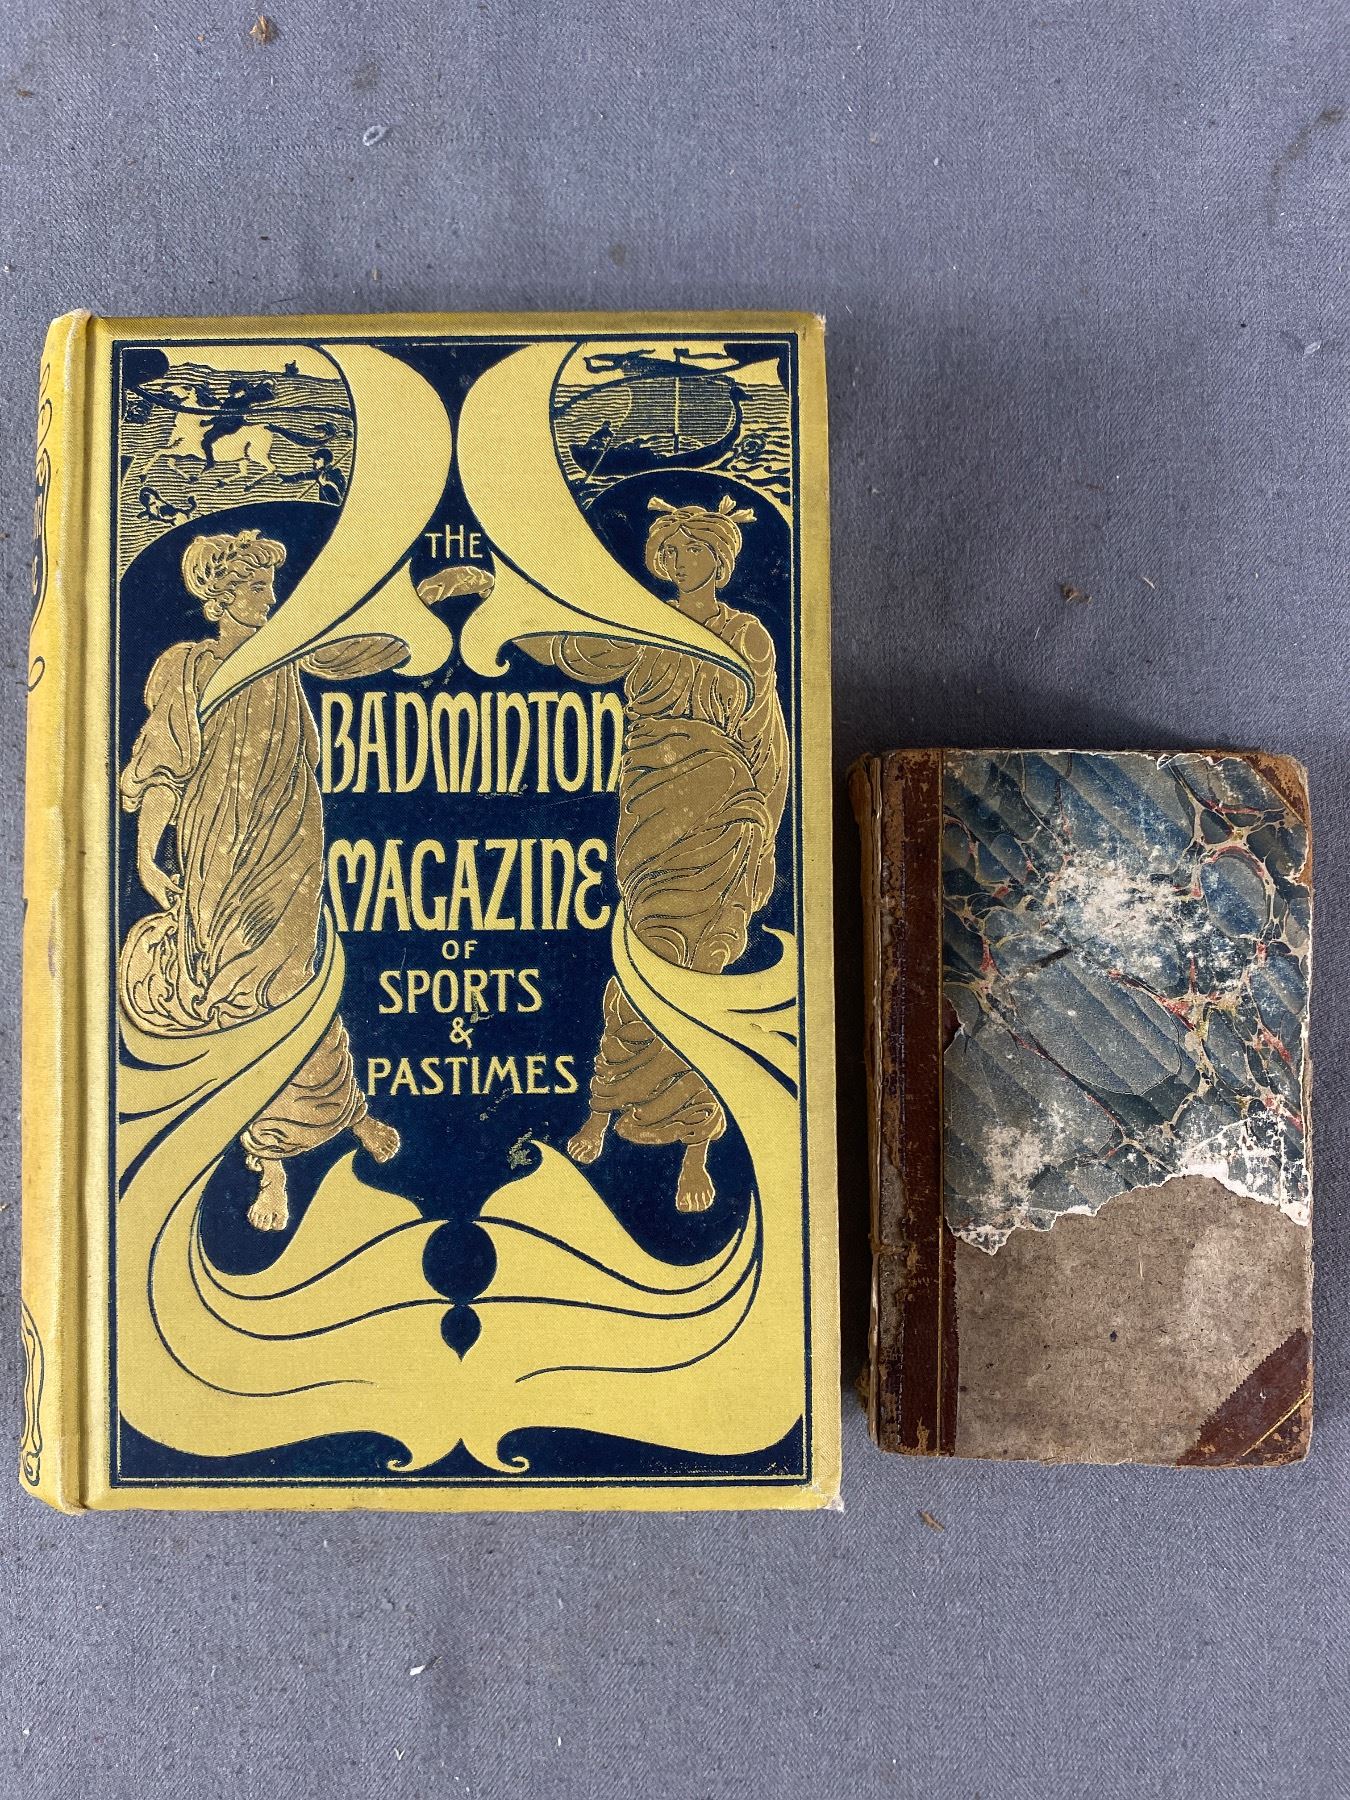 THE
BADMINTON
MAGAZINE
OF
SPORTS
&
PASTIMES